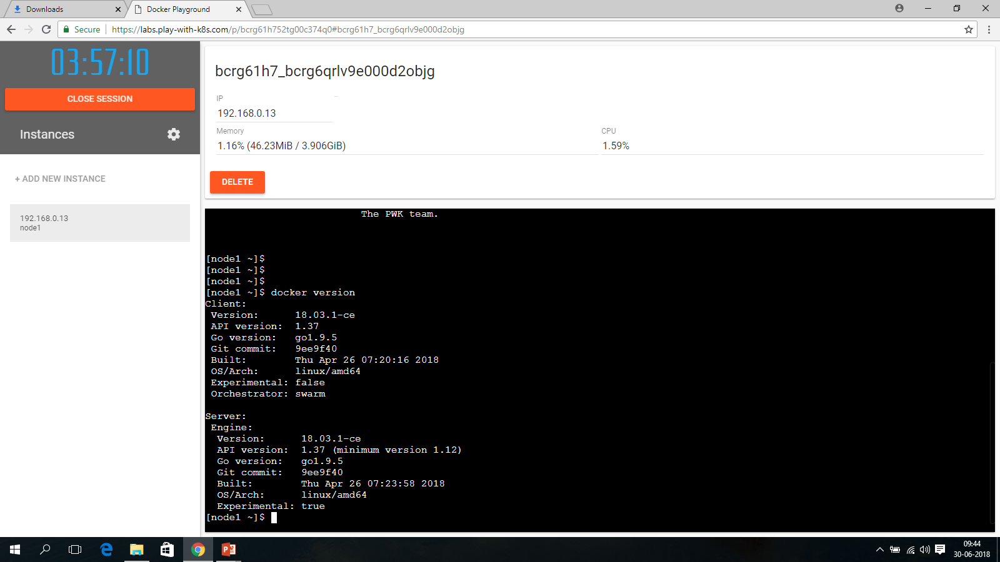 Downloads
Docker Playground
Secure
https://labs.play-with-k8s.com/p/bcrg61h752tg00c374q0#bcrg61h7_bcrg6qrlv9e000d2objg
03:57:10
CLOSE SESSION
Instances
+ ADD NEW INSTANCE
192.168.0.13
node1
bcrg61h7_bcrg6qrlv9e000d2objg
IP
192.168.0.13
Memory
1.16% (46.23MiB / 3.906GiB)
CPU
1.59%
DELETE
The PWK team.
[node1 ~]$
[node1 ~]$
[node1 ~]$
[node1 ~]$ docker version
Client:
Version: 18.03.1-ce
API version: 1.37
Go version: go1.9.5
Git commit: 9ee9f40
Built: Thu Apr 26 07:20:16 2018
OS/Arch: linux/amd64
Experimental: false
Orchestrator: swarm
Server:
Engine:
Version: 18.03.1-ce
API version: 1.37 (minimum version 1.12)
Go version: go1.9.5
Git commit: 9ee9f40
Built: Thu Apr 26 07:23:58 2018
OS/Arch: linux/amd64
Experimental: true
[node1 ~]$
09:44
30-06-2018